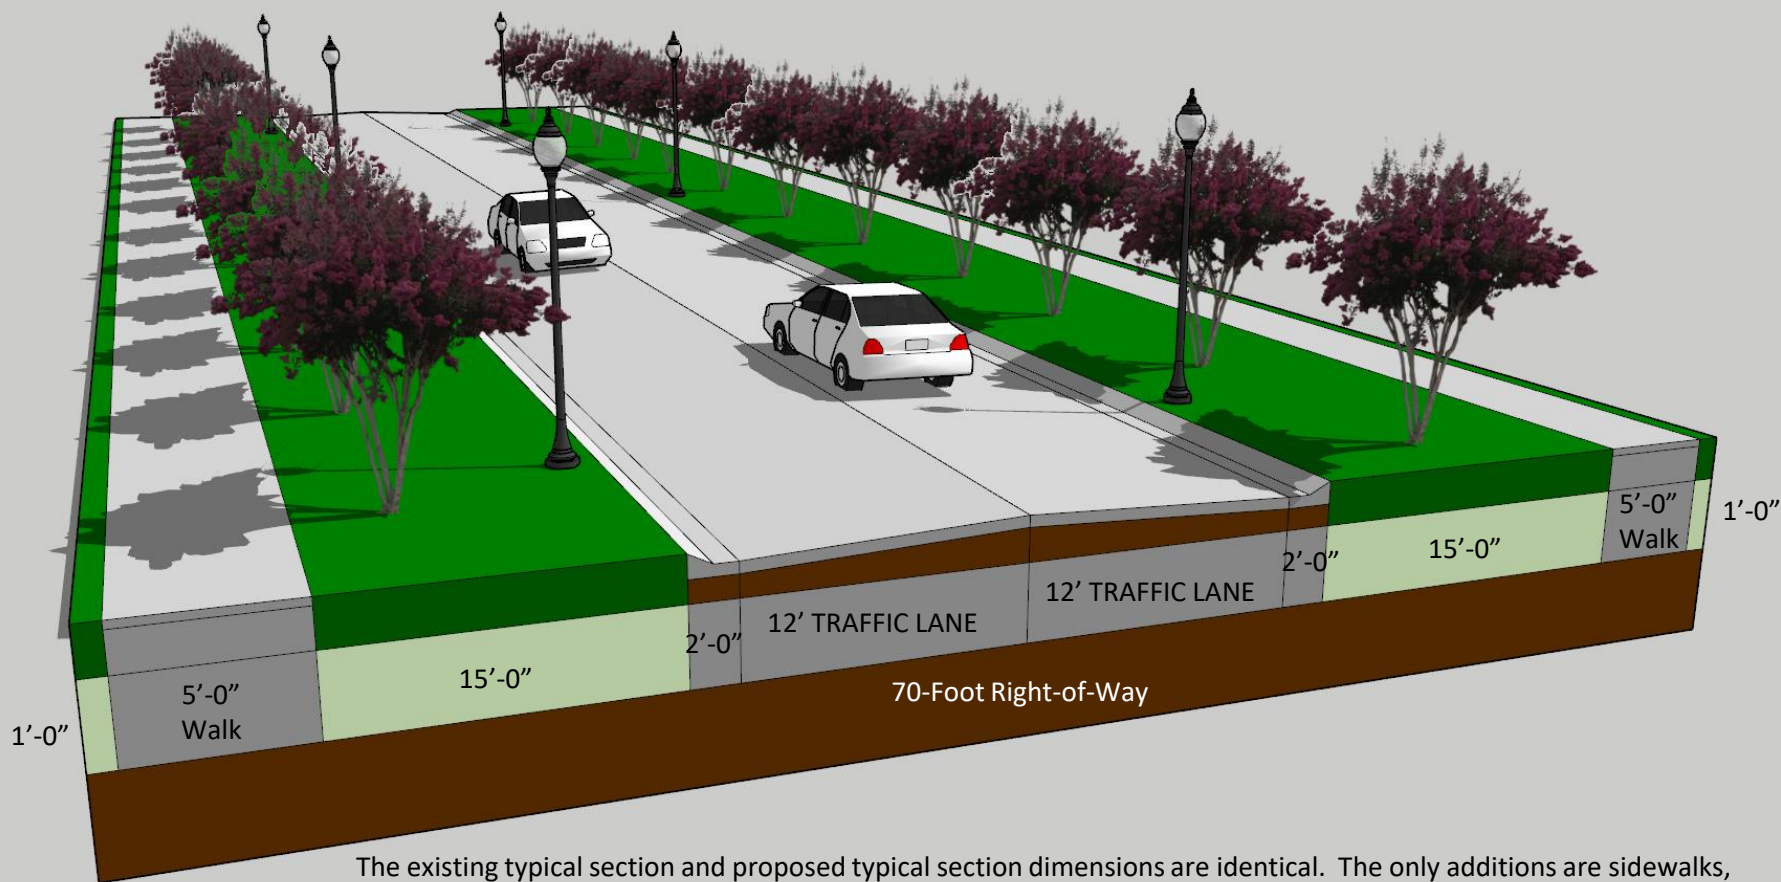 1’-0”
5’-0”
Walk
15’-0”
2’-0”
12’ TRAFFIC LANE
12’ TRAFFIC LANE
2’-0”
15’-0”
5’-0”
Walk
1’-0”
70-Foot Right-of-Way
The existing typical section and proposed typical section dimensions are identical.  The only additions are sidewalks,